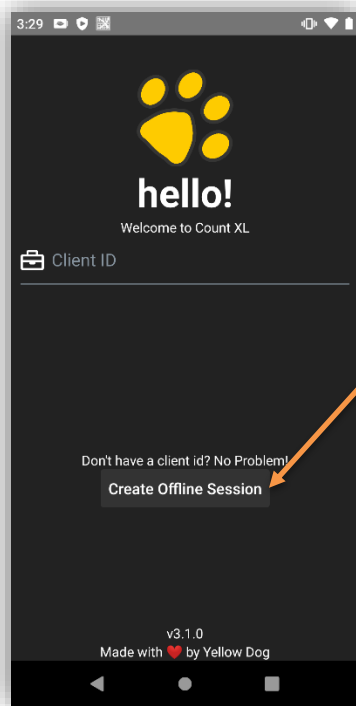 3:29
hello!
Welcome to Count XL
Client ID
Don't have a client id? No Problem!
Create Offline Session
v3.1.0
Made with ❤️ by Yellow Dog